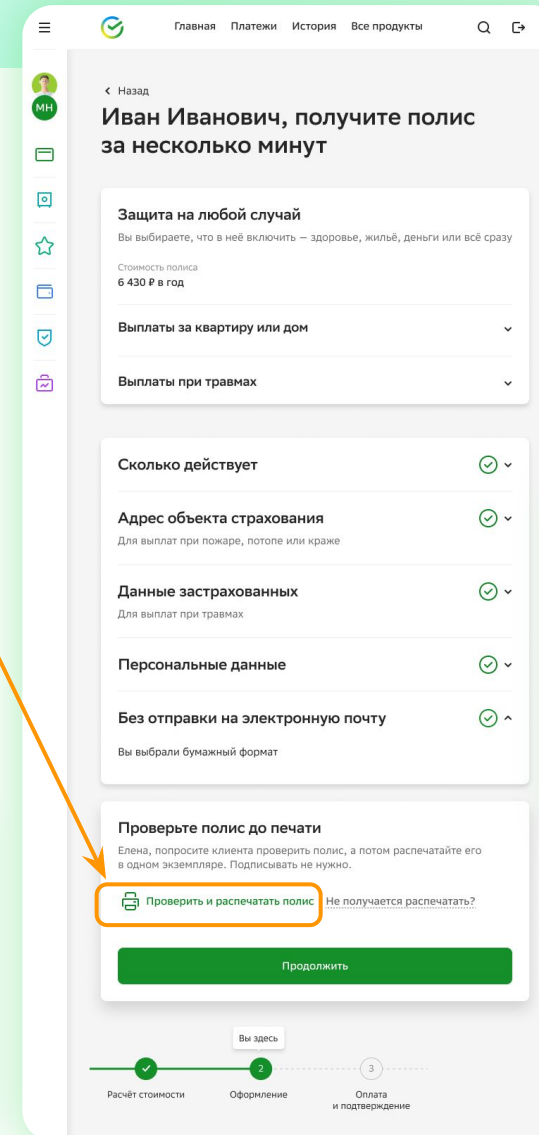 Главная Платежи История Все продукты
МН
Назад
Иван Иванович, получите полис
за несколько минут
Защита на любой случай
Вы выбираете, что в неё включить — здоровье, жильё, деньги или всё сразу
Стоимость полиса
6 430 ₽ в год
Выплаты за квартиру или дом
Выплаты при травмах
Сколько действует
Адрес объекта страхования
Для выплат при пожаре, потопе или краже
Данные застрахованных
Для выплат при травмах
Персональные данные
Без отправки на электронную почту
Вы выбрали бумажный формат
Проверьте полис до печати
Елена, попросите клиента проверить полис, а потом распечатайте его
в одном экземпляре. Подписывать не нужно.
Проверить и распечатать полис Не получается распечатать?
Продолжить
Вы здесь
2 3
Расчёт стоимости Оформление Оплата
и подтверждение